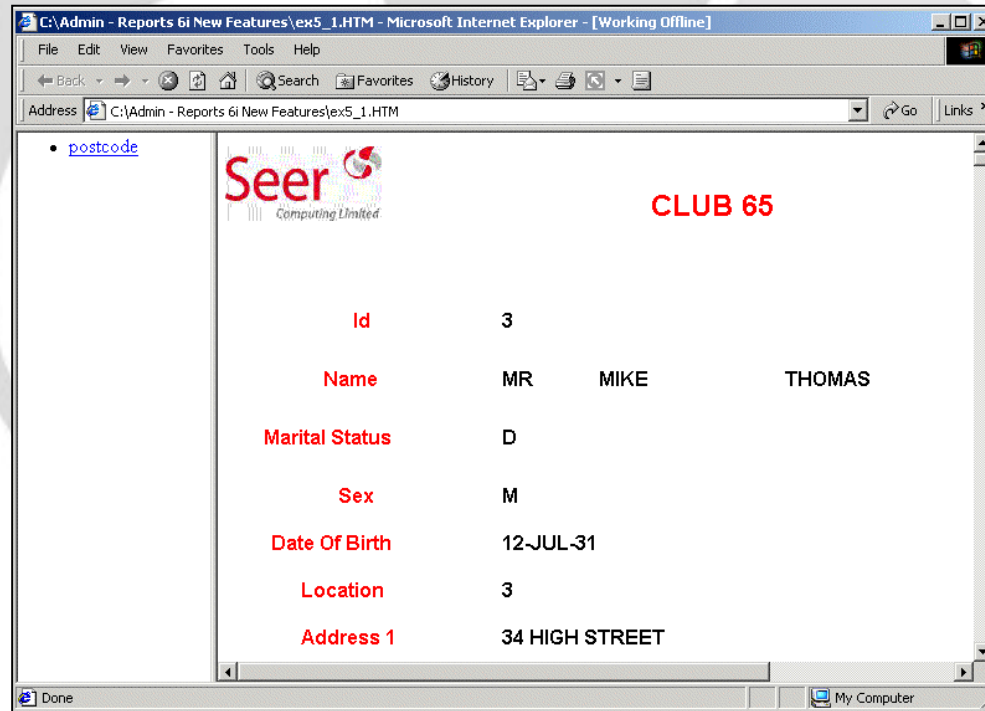 C:\Admin - Reports 6i New Features\ex5_1.HTM - Microsoft Internet Explorer - [Working Offline]
File Edit View Favorites Tools Help
Back Search Favorites History
Address C:\Admin - Reports 6i New Features\ex5_1.HTM Go Links »
• postcode
Seer
Computing Limited
CLUB 65
Id 3
Name MR MIKE THOMAS
Marital Status D
Sex M
Date Of Birth 12-JUL-31
Location 3
Address 1 34 HIGH STREET
Done My Computer